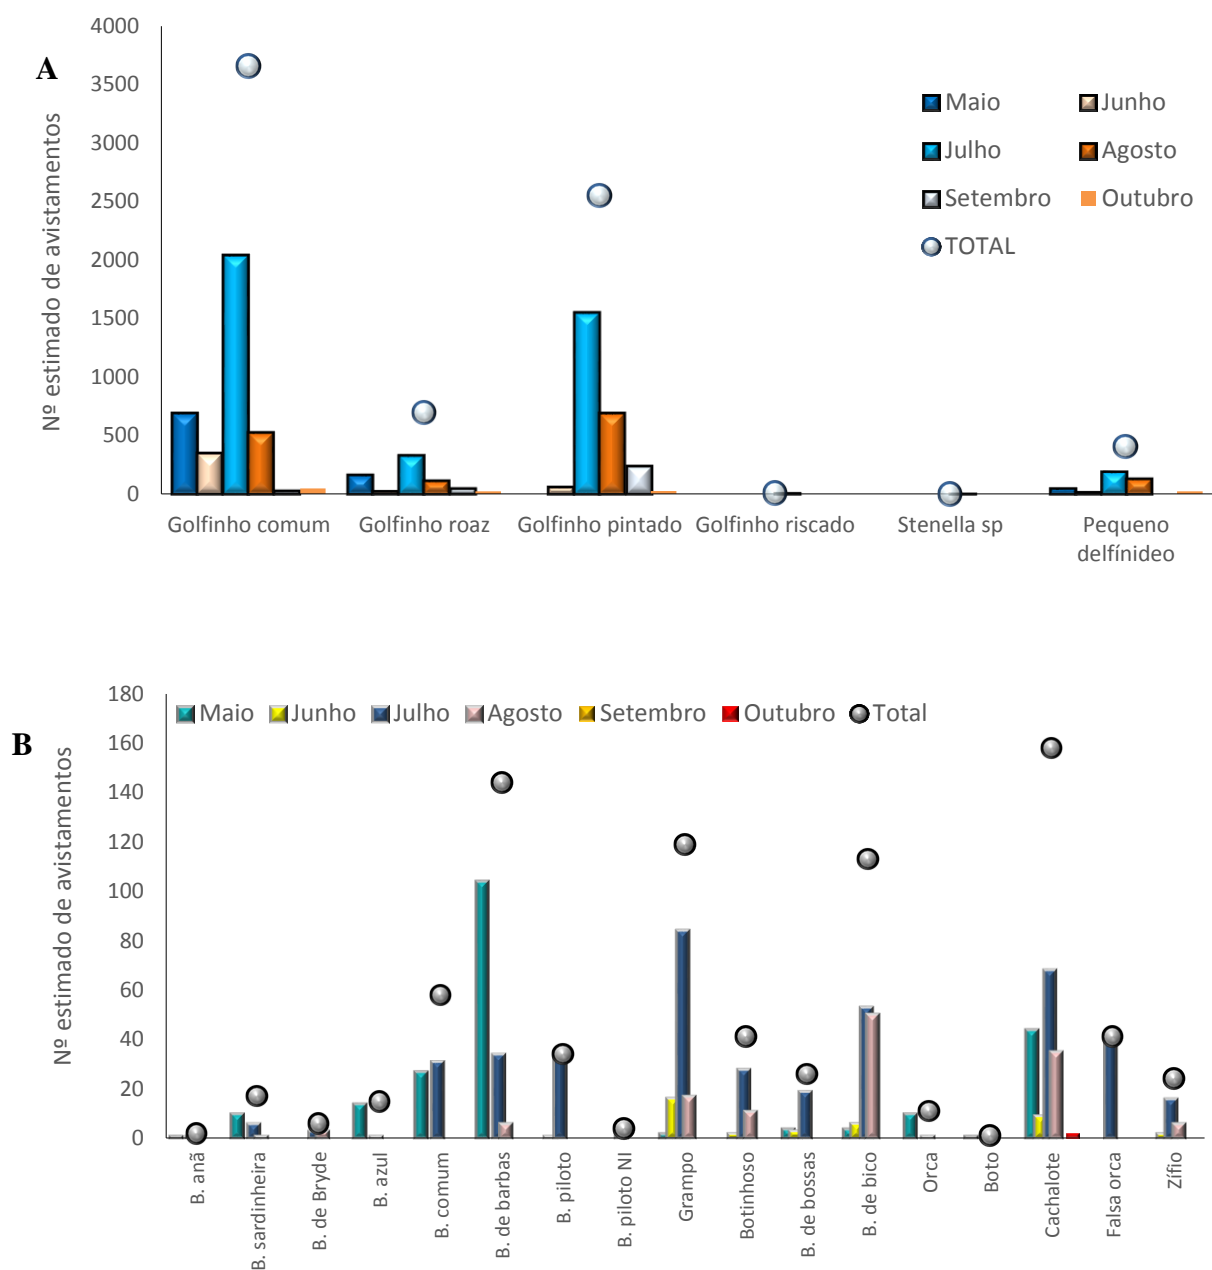 A
Nº estimado de avistamentos
4000
3500
3000
2500
2000
1500
1000
500
0
Maio
Junho
Julho
Agosto
Setembro
Outubro
TOTAL
Golfinho comum
Golfinho roaz
Golfinho pintado
Golfinho riscado
Stenella sp
Pequeno
delfínideo
B
Nº estimado de avistamentos
180
160
140
120
100
80
60
40
20
0
Maio
Junho
Julho
Agosto
Setembro
Outubro
Total
B. anã
B. sardinheira
B. de Bryde
B. azul
B. comum
B. de barbas
B. piloto
B. piloto NI
Grampo
Botinhoso
B. de bossas
B. de bico
Orca
Boto
Cachalote
Falsa orca
Zífio